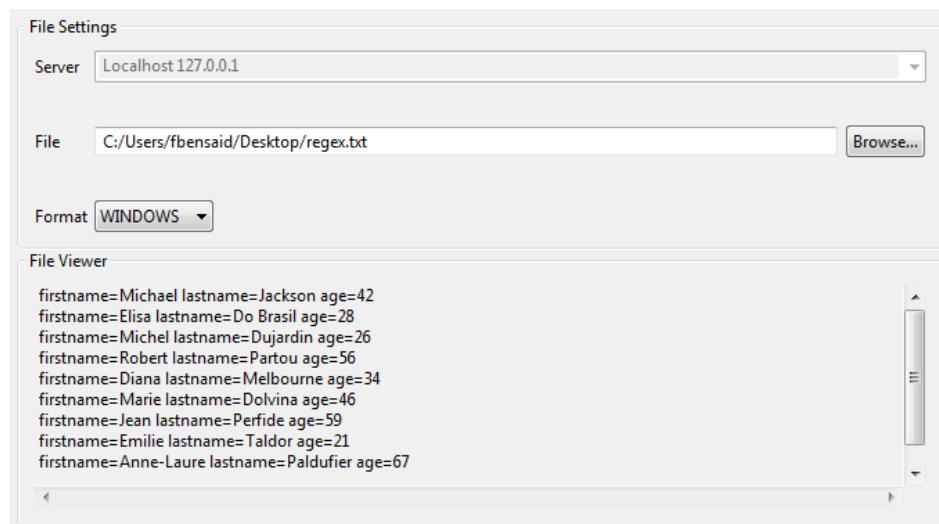 File Settings
Server Localhost 127.0.0.1
File C:/Users/fbensaid/Desktop/regex.txt Browse...
Format WINDOWS
File Viewer
firstname=Michael lastname=Jackson age=42
firstname=Elisa lastname=Do Brasil age=28
firstname=Michel lastname=Dujardin age=26
firstname=Robert lastname=Partou age=56
firstname=Diana lastname=Melbourne age=34
firstname=Marie lastname=Dolvina age=46
firstname=Jean lastname=Perfide age=59
firstname=Emilie lastname=Taldor age=21
firstname=Anne-Laure lastname=Paldufier age=67